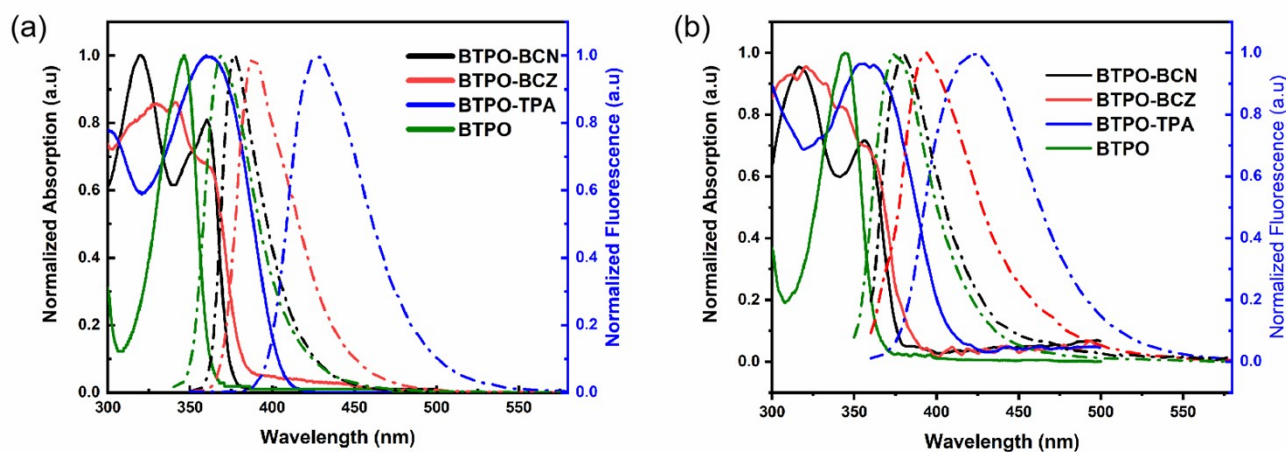 (a)
BTPO-BCN
BTPO-BCZ
BTPO-TPA
BTPO
Normalized Absorption (a.u)
Normalized Fluorescence (a.u)
1.0
0.8
0.6
0.4
0.2
0.0
1.0
0.8
0.6
0.4
0.2
0.0
300
350
400
450
500
550
Wavelength (nm)
(b)
BTPO-BCN
BTPO-BCZ
BTPO-TPA
BTPO
Normalized Absorption (a.u)
Normalized Fluorescence (a.u)
1.0
0.8
0.6
0.4
0.2
0.0
1.0
0.8
0.6
0.4
0.2
0.0
300
350
400
450
500
550
Wavelength (nm)